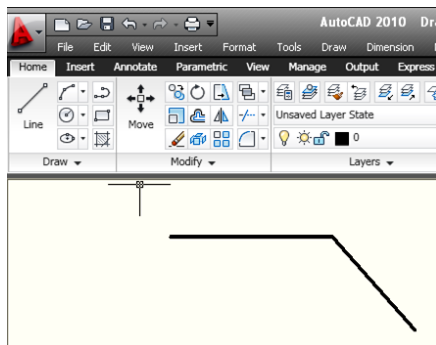 AutoCAD 2010 Dra
File Edit View Insert Format Tools Draw Dimension
Home Insert Annotate Parametric View Manage Output Express
Line
Move
Unsaved Layer State
0
Draw Modify Layers